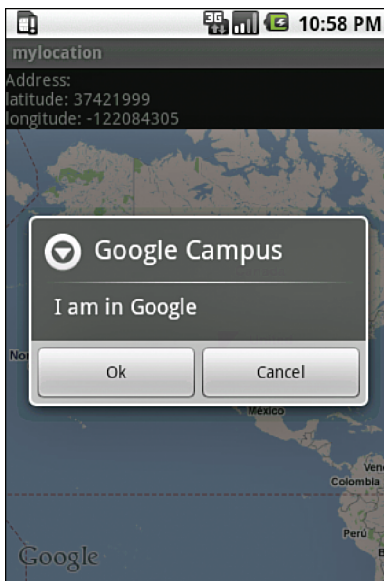 3G 10:58 PM
mylocation
Address:
latitude: 37421999
longitude: -122084305
Google Campus
I am in Google
Ok Cancel
México
Colombia
Perú
Google